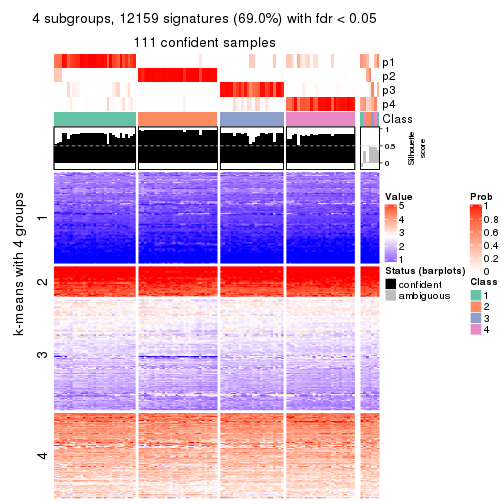 4 subgroups, 12159 signatures (69.0%) with fdr < 0.05
111 confident samples
p1
p2
p3
p4
Class
1
0.5
0
Silhouette
score
k-means with 4 groups
1
2
3
4
Value
5
4
3
2
1
Status (barplots)
confident
ambiguous
Prob
1
0.8
0.6
0.4
0.2
0
Class
1
2
3
4